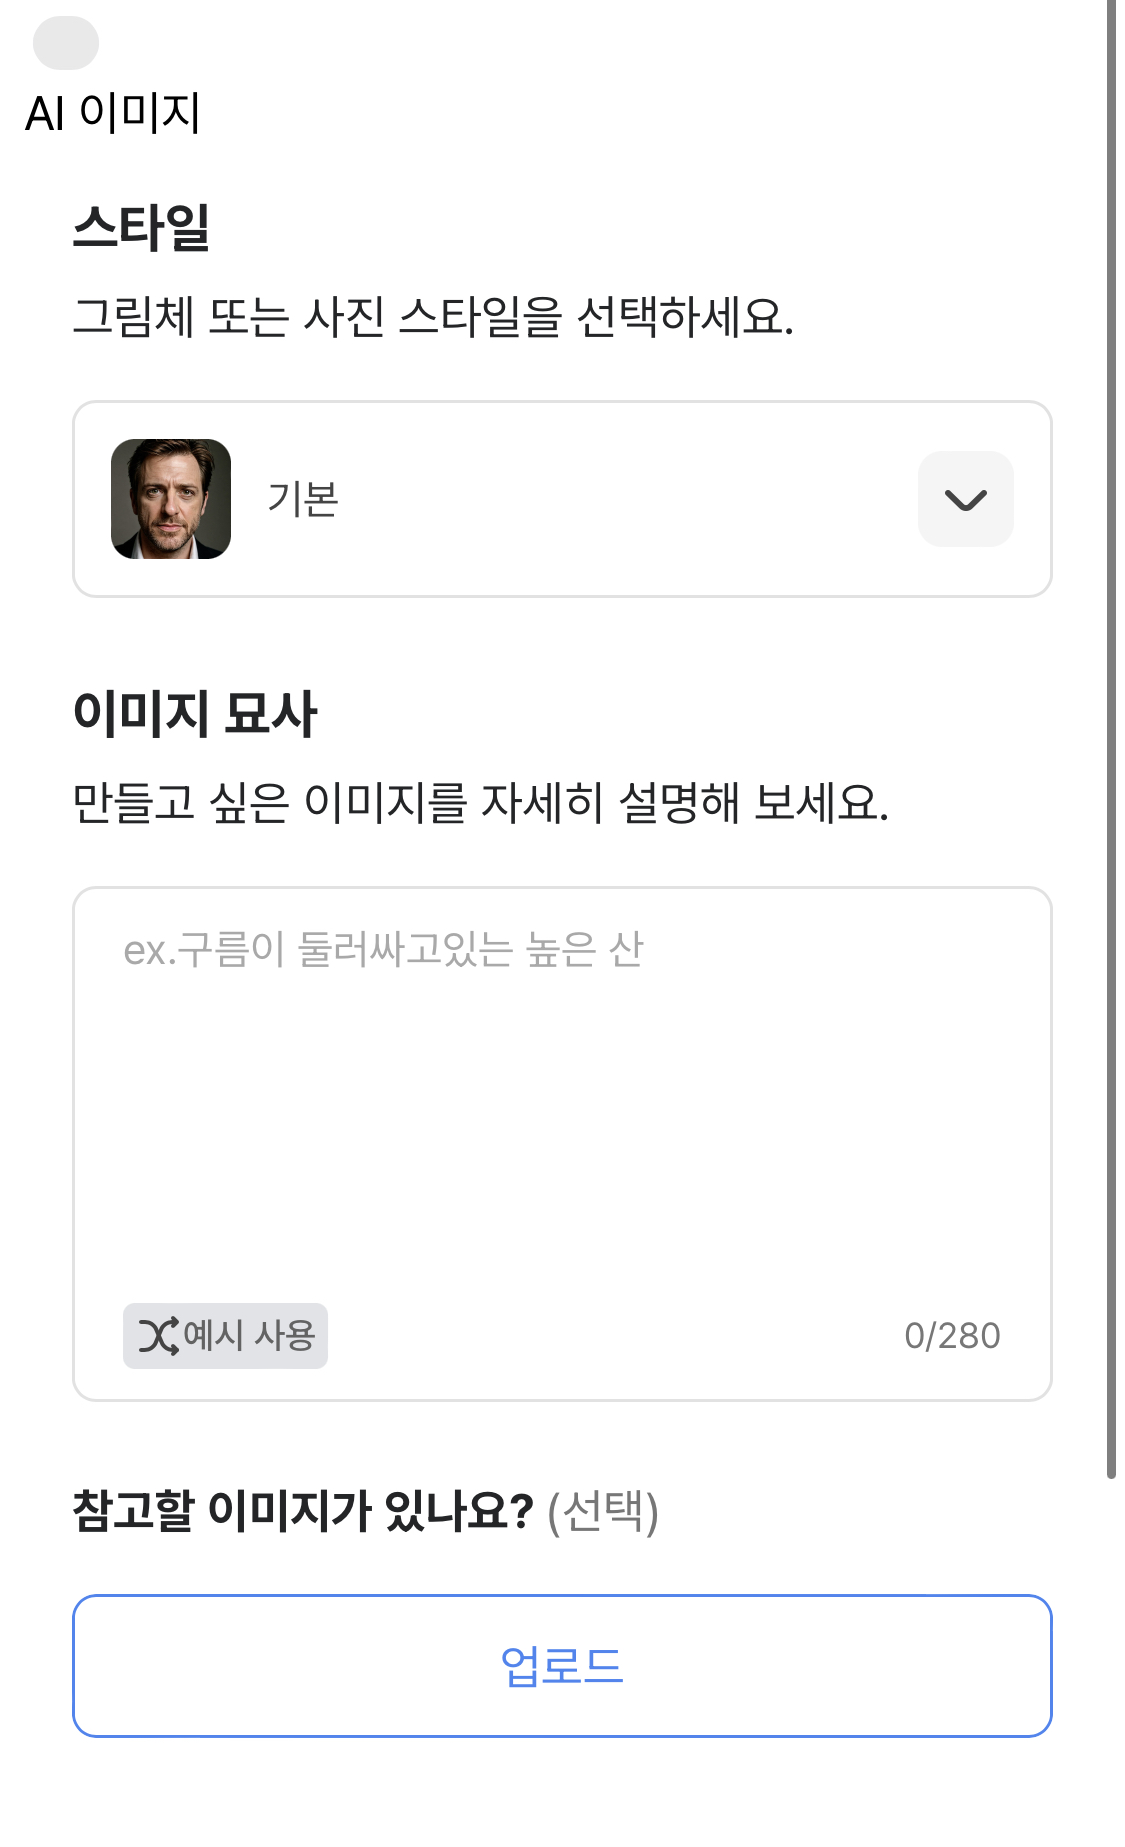 AI 이미지
스타일
그림체 또는 사진 스타일을 선택하세요.
기본
이미지 묘사
만들고 싶은 이미지를 자세히 설명해 보세요.
ex.구름이 둘러싸고있는 높은 산
예시 사용
0/280
참고할 이미지가 있나요? (선택)
업로드